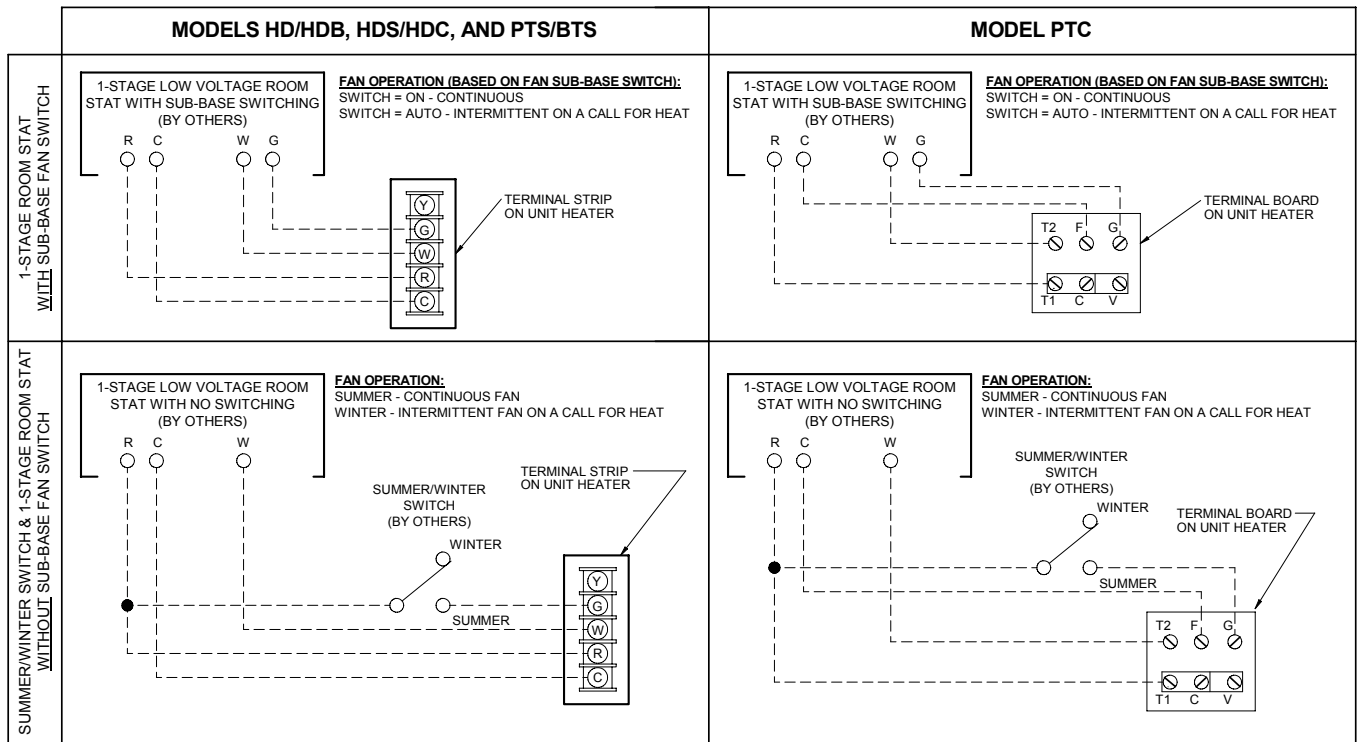 MODELS HD/HDB, HDS/HDC, AND PTS/BTS
MODEL PTC
1-STAGE ROOM STAT
WITH SUB-BASE FAN SWITCH
1-STAGE LOW VOLTAGE ROOM
STAT WITH SUB-BASE SWITCHING
(BY OTHERS)
R C W G
FAN OPERATION (BASED ON FAN SUB-BASE SWITCH):
SWITCH = ON - CONTINUOUS
SWITCH = AUTO - INTERMITTENT ON A CALL FOR HEAT
TERMINAL STRIP
ON UNIT HEATER
Y
G
W
R
C
1-STAGE LOW VOLTAGE ROOM
STAT WITH SUB-BASE SWITCHING
(BY OTHERS)
R C W G
FAN OPERATION (BASED ON FAN SUB-BASE SWITCH):
SWITCH = ON - CONTINUOUS
SWITCH = AUTO - INTERMITTENT ON A CALL FOR HEAT
TERMINAL BOARD
ON UNIT HEATER
T2 F G
T1 C V
SUMMER/WINTER SWITCH & 1-STAGE ROOM STAT
WITHOUT SUB-BASE FAN SWITCH
1-STAGE LOW VOLTAGE ROOM
STAT WITH NO SWITCHING
(BY OTHERS)
R C W
FAN OPERATION:
SUMMER - CONTINUOUS FAN
WINTER - INTERMITTENT FAN ON A CALL FOR HEAT
TERMINAL STRIP
ON UNIT HEATER
SUMMER/WINTER
SWITCH
(BY OTHERS)
WINTER
SUMMER
Y
G
W
R
C
1-STAGE LOW VOLTAGE ROOM
STAT WITH NO SWITCHING
(BY OTHERS)
R C W
FAN OPERATION:
SUMMER - CONTINUOUS FAN
WINTER - INTERMITTENT FAN ON A CALL FOR HEAT
SUMMER/WINTER
SWITCH
(BY OTHERS)
WINTER
SUMMER
TERMINAL BOARD
ON UNIT HEATER
T2 F G
T1 C V